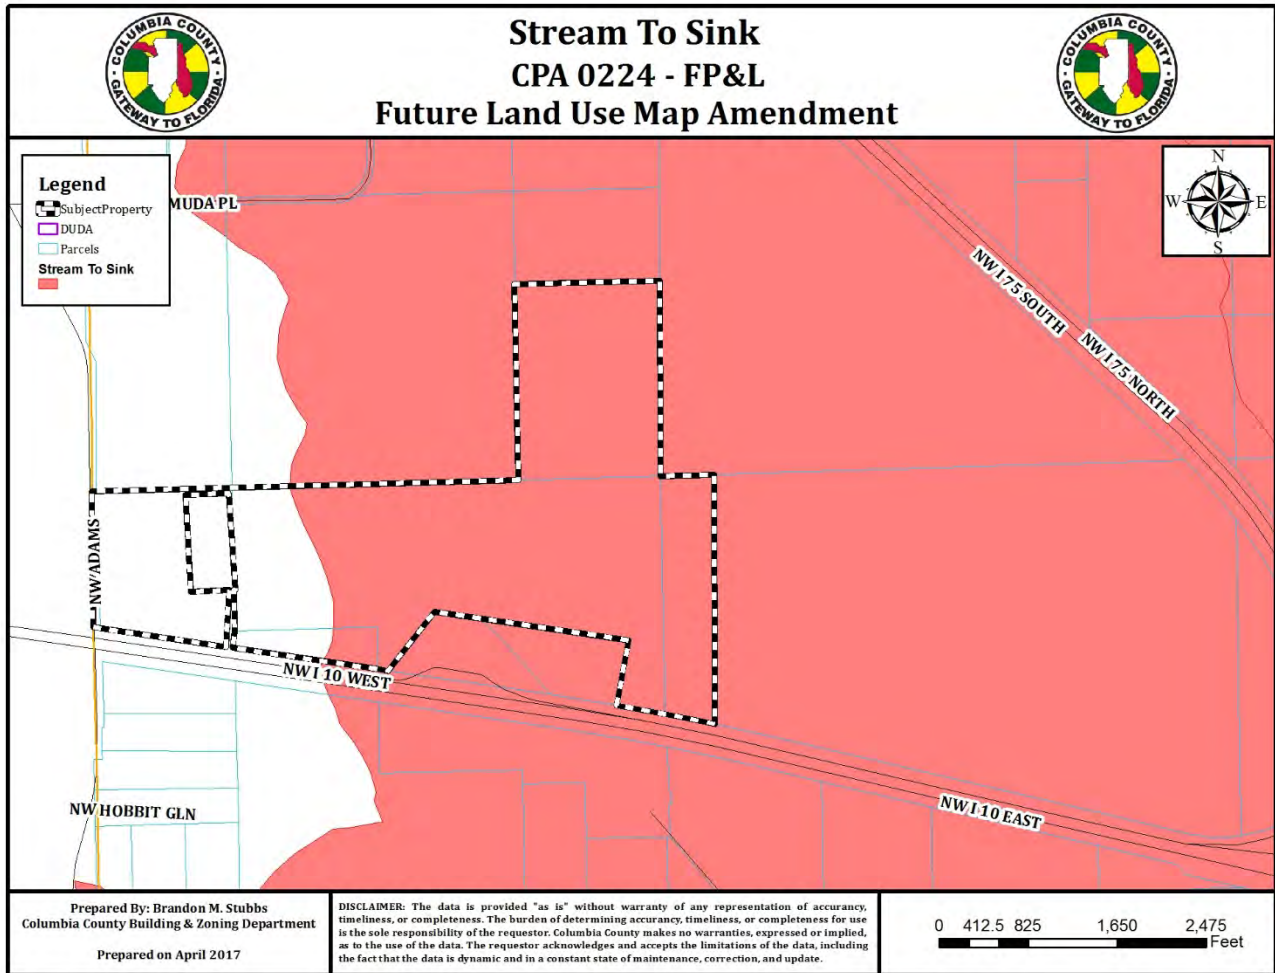 COLUMBIA COUNTY
GATEWAY TO FLORIDA
Stream To Sink
CPA 0224 - FP&L
Future Land Use Map Amendment
COLUMBIA COUNTY
GATEWAY TO FLORIDA
Legend
SubjectProperty
DUDA
Parcels
Stream To Sink
MUDA PL
N
W
E
S
NW I 75 SOUTH
NW I 75 NORTH
NW ADAMS
NW I 10 WEST
NW HOBBIT GLN
NW I 10 EAST
Prepared By: Brandon M. Stubbs
Columbia County Building & Zoning Department
Prepared on April 2017
DISCLAIMER: The data is provided "as is" without warranty of any representation of accuracy,
timeliness, or completeness. The burden of determining accuracy, timeliness, or completeness for use
is the sole responsibility of the requestor. Columbia County makes no warranties, expressed or implied,
as to the use of the data. The requestor acknowledges and accepts the limitations of the data, including
the fact that the data is dynamic and in a constant state of maintenance, correction, and update.
0 412.5 825 1,650 2,475
Feet